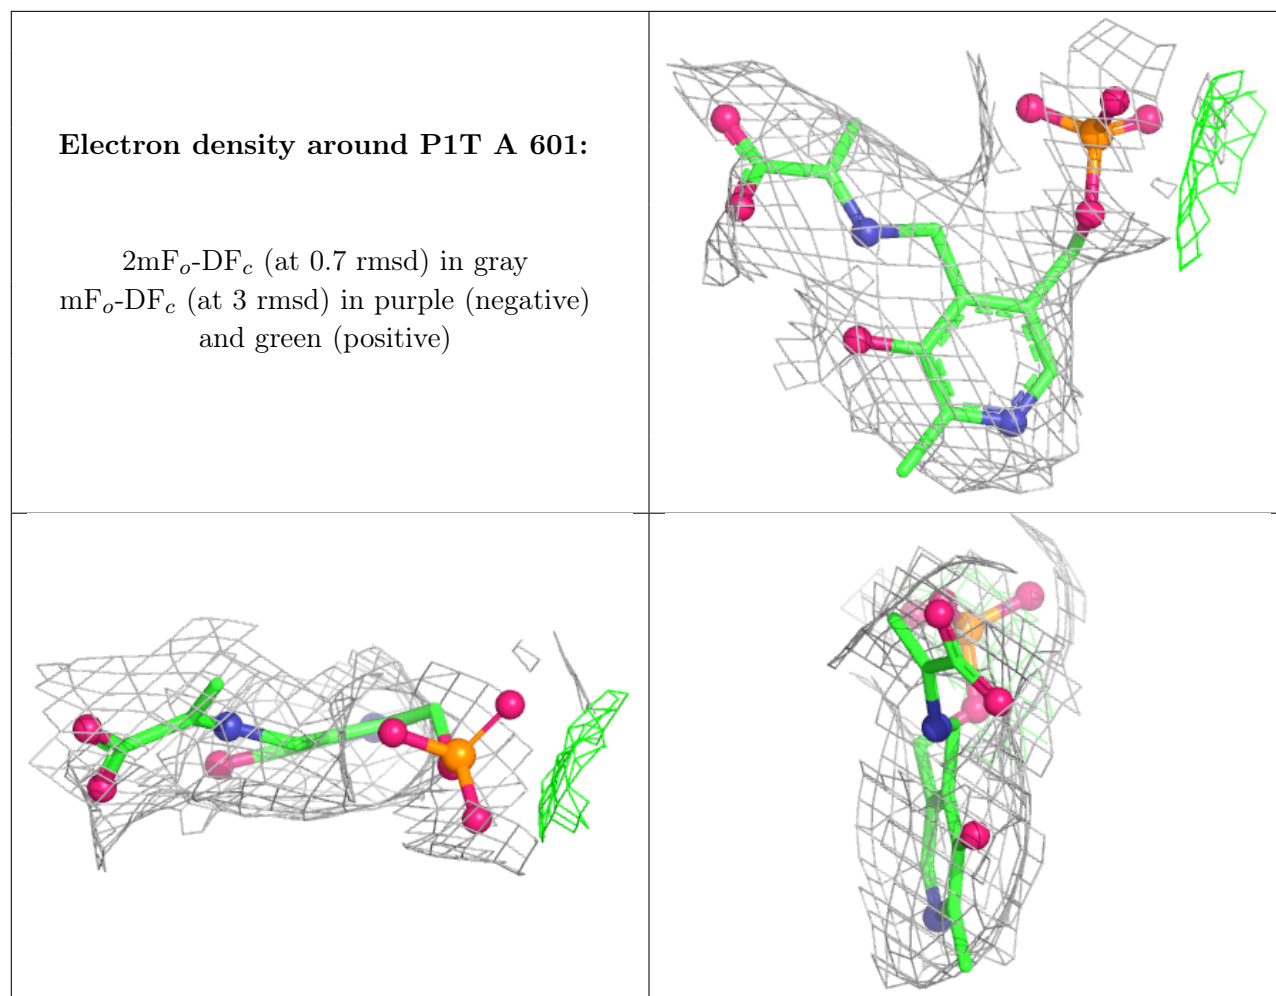 Electron density around P1T A 601:
2mFo-DFc (at 0.7 rmsd) in gray
mFo-DFc (at 3 rmsd) in purple (negative)
and green (positive)